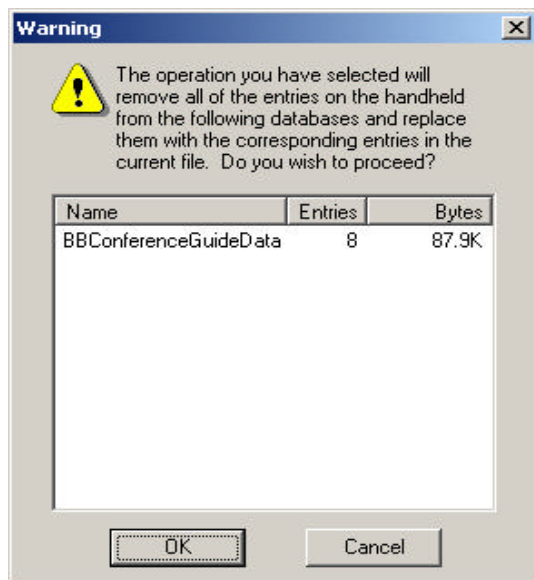 Warning
The operation you have selected will
remove all of the entries on the handheld
from the following databases and replace
them with the corresponding entries in the
current file. Do you wish to proceed?
Name Entries Bytes
BBConferenceGuideData 8 87.9K
OK Cancel